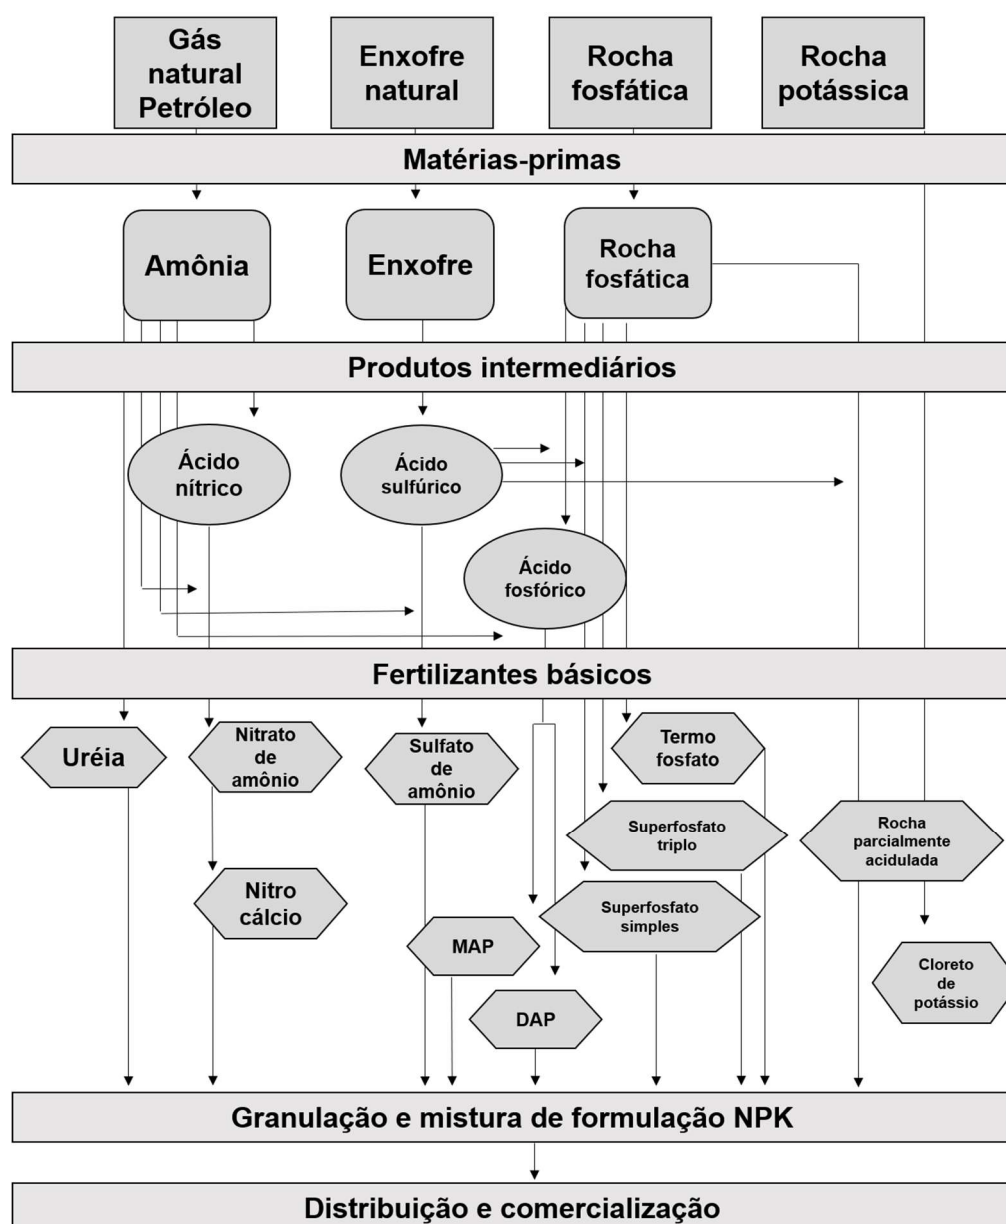 Gás
natural
Petróleo
Enxofre
natural
Rocha
fosfática
Rocha
potássica
Matérias-primas
Amônia
Enxofre
Rocha
fosfática
Produtos intermediários
Ácido
nítrico
Ácido
sulfúrico
Ácido
fosfórico
Fertilizantes básicos
Uréia
Nitrato
de
amônio
Sulfato
de
amônio
Termo
fosfato
Superfosfato
triplo
Rocha
parcialmente
acidulada
Nitro
cálcio
MAP
Superfosfato
simples
DAP
Cloreto
de
potássio
Granulação e mistura de formulação NPK
Distribuição e comercialização